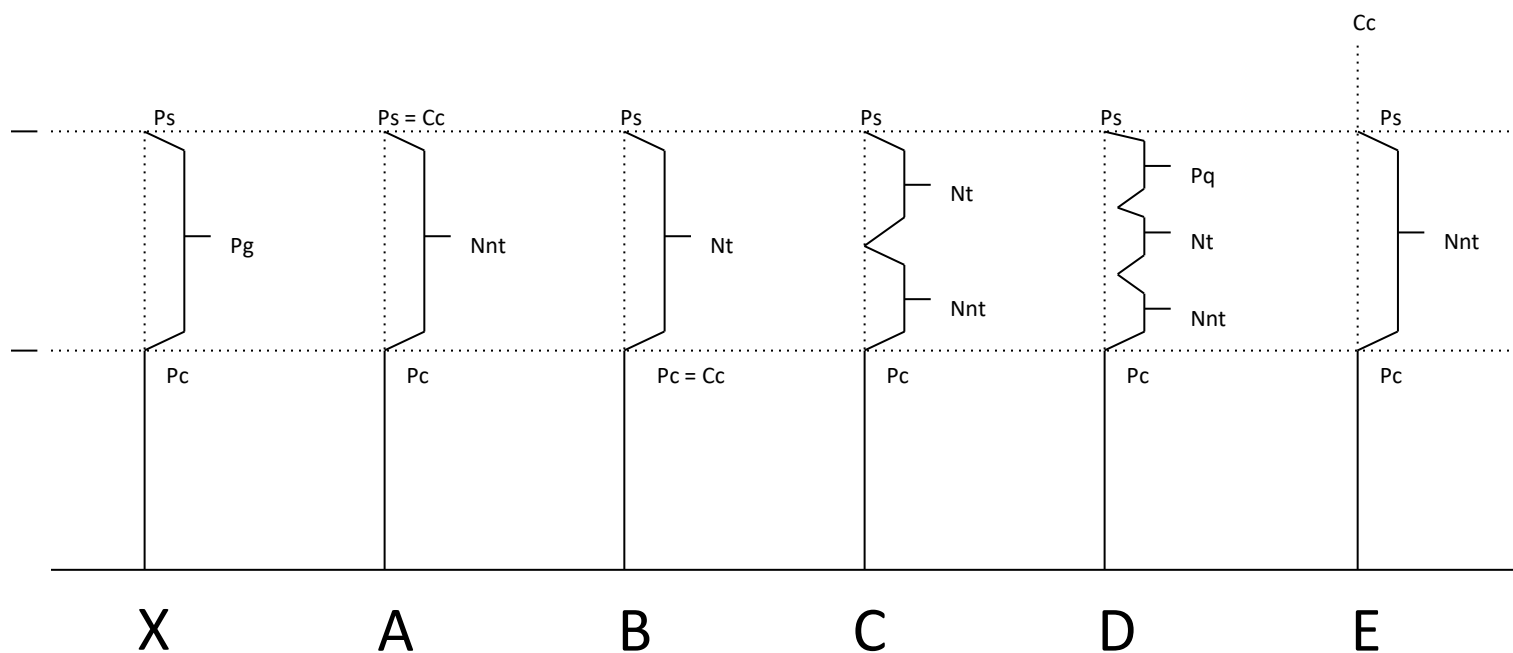 Cc
Ps
Ps = Cc
Ps
Ps
Ps
Ps
Pg
Nnt
Nt
Nt
Nnt
Pq
Nt
Nnt
Nnt
Pc
Pc
Pc = Cc
Pc
Pc
Pc
X
A
B
C
D
E